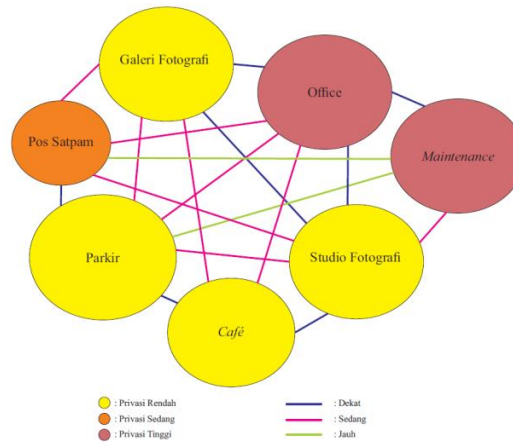 Galeri Fotografi
Office
Pos Satpam
Maintenance
Parkir
Studio Fotografi
Café
: Privasi Rendah
: Dekat
: Privasi Sedang
: Sedang
: Privasi Tinggi
: Jauh